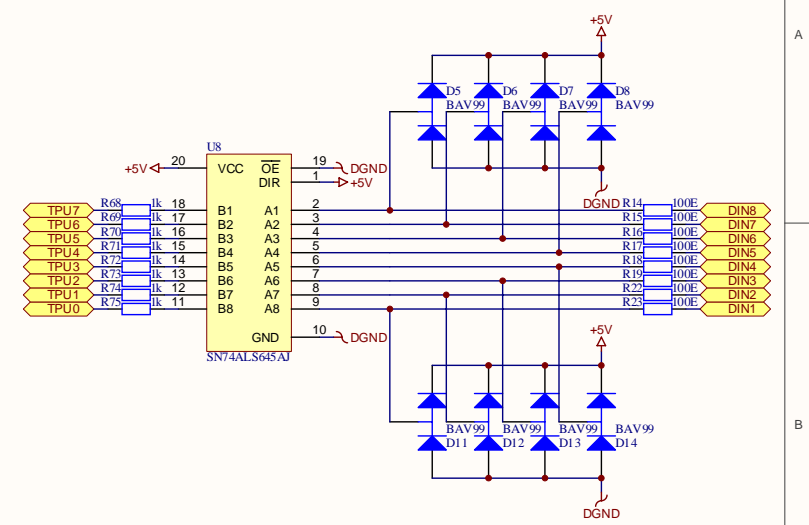 +5V
A
D5 D6 D7 D8
BAV99 BAV99 BAV99 BAV99
U8
+5V 20 VCC OE 19 DGND
DIR 1 +5V
DGND
TPU7 R68 1k 18 B1 A1 2 R14 100E DIN8
TPU6 R69 1k 17 B2 A2 3 R15 100E DIN7
TPU5 R70 1k 16 B3 A3 4 R16 100E DIN6
TPU4 R71 1k 15 B4 A4 5 R17 100E DIN5
TPU3 R72 1k 14 B5 A5 6 R18 100E DIN4
TPU2 R73 1k 13 B6 A6 7 R19 100E DIN3
TPU1 R74 1k 12 B7 A7 8 R22 100E DIN2
TPU0 R75 1k 11 B8 A8 9 R23 100E DIN1
GND 10 DGND
+5V
SN74ALS645AJ
BAV99 BAV99 BAV99 BAV99
B
D11 D12 D13 D14
DGND